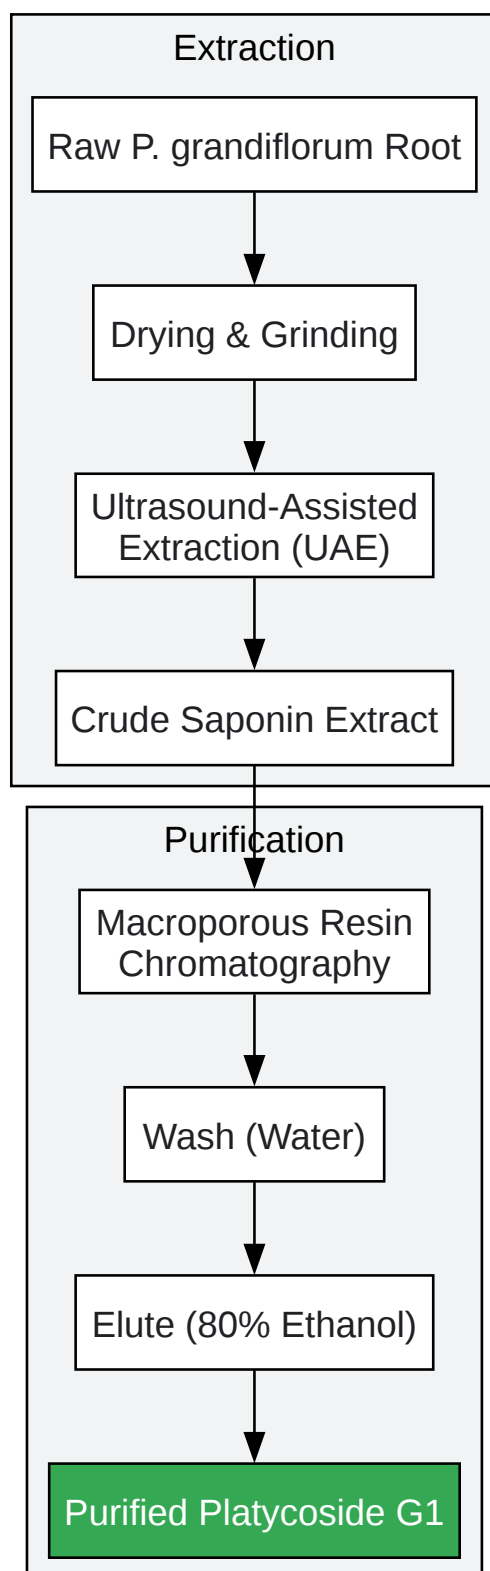 Extraction
Raw P. grandiflorum Root
Drying & Grinding
Ultrasound-Assisted
Extraction (UAE)
Crude Saponin Extract
Purification
Macroporous Resin
Chromatography
Wash (Water)
Elute (80% Ethanol)
Purified Platycoside G1